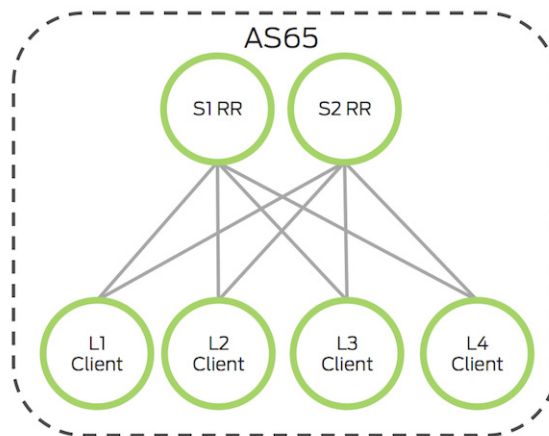 AS65
S1 RR
S2 RR
L1
Client
L2
Client
L3
Client
L4
Client